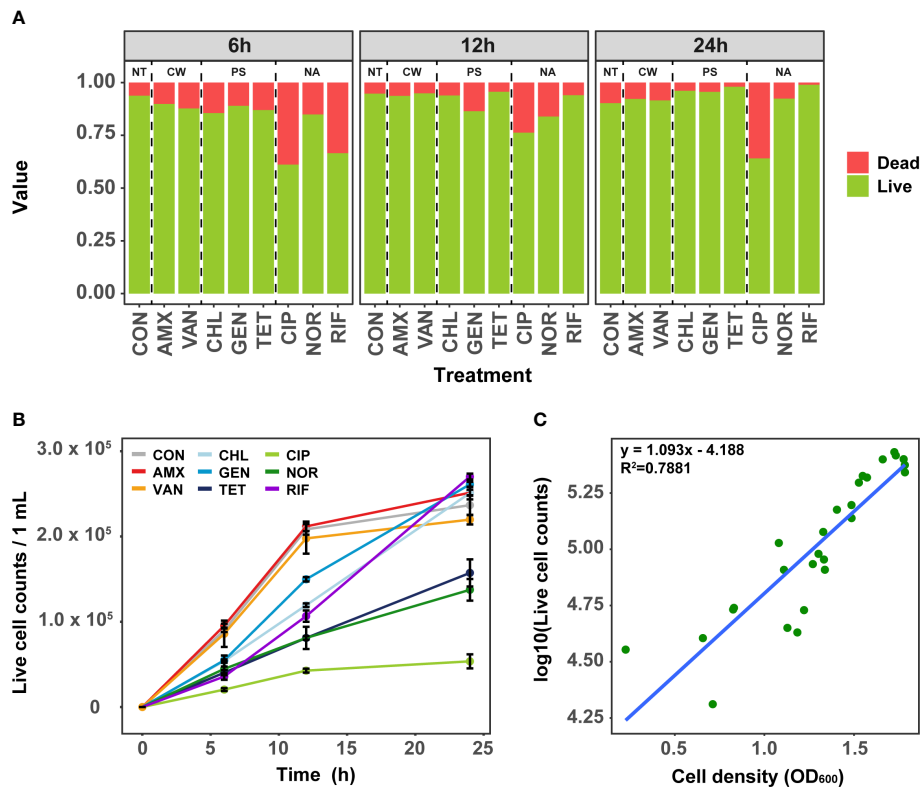 A
6h 12h 24h
NT CW PS NA NT CW PS NA NT CW PS NA
1.00
0.75
0.50
0.25
0.00
Value
Dead
Live
CON AMX VAN CHL GEN TET CIP NOR RIF CON AMX VAN CHL GEN TET CIP NOR RIF CON AMX VAN CHL GEN TET CIP NOR RIF
Treatment
B
Live cell counts / 1 mL
3.0 x 10⁵
2.0 x 10⁵
1.0 x 10⁵
0
CON CHL CIP
AMX GEN NOR
VAN TET RIF
0 5 10 15 20 25
Time (h)
C
log10(Live cell counts)
y = 1.093x - 4.188
R²=0.7881
5.25
5.00
4.75
4.50
4.25
0.5 1.0 1.5
Cell density (OD₆₀₀)